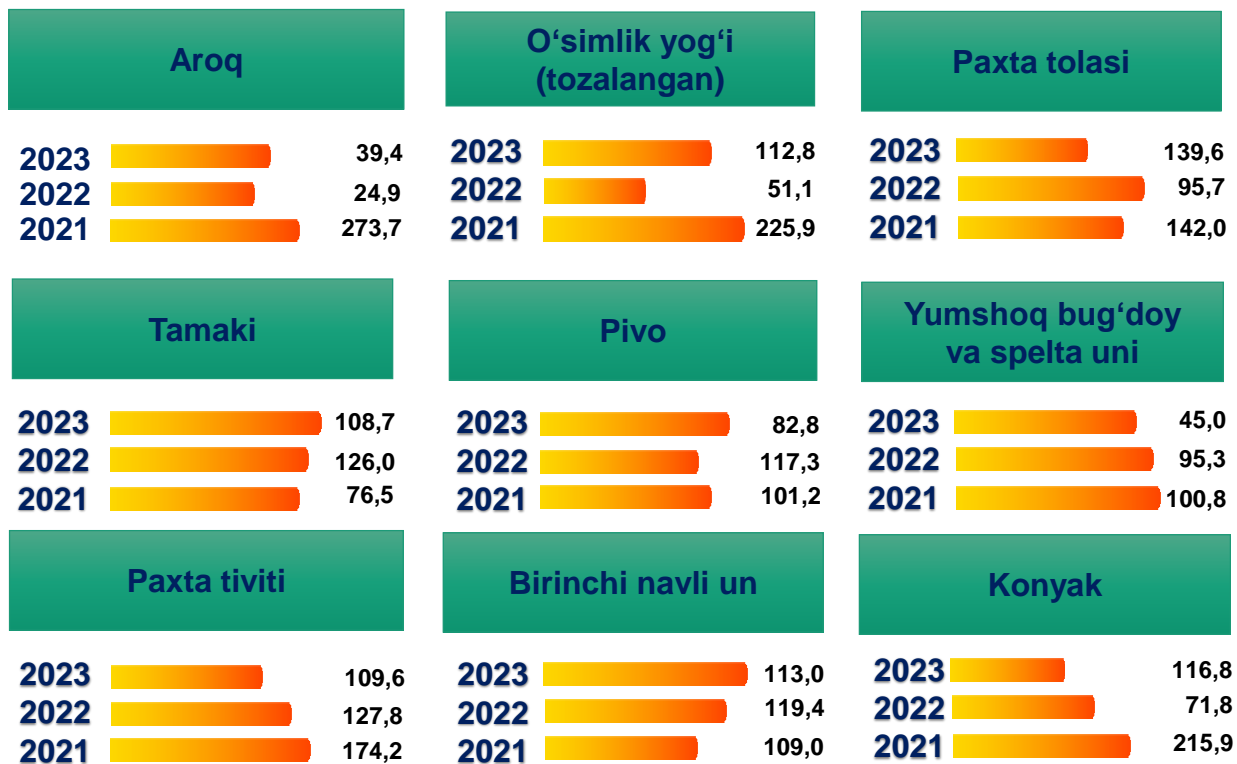 Aroq
2023 39,4
2022 24,9
2021 273,7
O‘simlik yog‘i
(tozalangan)
2023 112,8
2022 51,1
2021 225,9
Paxta tolasi
2023 139,6
2022 95,7
2021 142,0
Tamaki
2023 108,7
2022 126,0
2021 76,5
Pivo
2023 82,8
2022 117,3
2021 101,2
Yumshoq bug‘doy
va spelta uni
2023 45,0
2022 95,3
2021 100,8
Paxta tiviti
2023 109,6
2022 127,8
2021 174,2
Birinchi navli un
2023 113,0
2022 119,4
2021 109,0
Konyak
2023 116,8
2022 71,8
2021 215,9